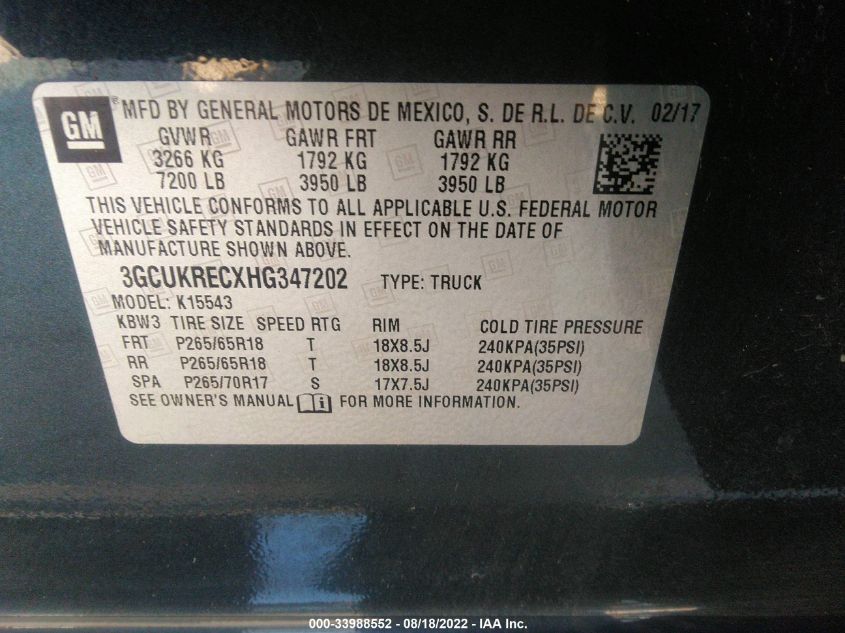 GM ® MFD BY GENERAL MOTORS DE MEXICO, S. DE R.L. DE C.V. 02/17
GVWR GAWR FRT GAWR RR
3266 KG 1792 KG 1792 KG
7200 LB 3950 LB 3950 LB
THIS VEHICLE CONFORMS TO ALL APPLICABLE U.S. FEDERAL MOTOR
VEHICLE SAFETY STANDARDS IN EFFECT ON THE DATE OF
MANUFACTURE SHOWN ABOVE.
3GCUKRECXHG347202 TYPE: TRUCK
MODEL: K15543
KBW3 TIRE SIZE SPEED RTG RIM COLD TIRE PRESSURE
FRT P265/65R18 T 18X8.5J 240KPA(35PSI)
RR P265/65R18 T 18X8.5J 240KPA(35PSI)
SPA P265/70R17 S 17X7.5J 240KPA(35PSI)
SEE OWNER'S MANUAL i FOR MORE INFORMATION.
000-33988552 - 08/18/2022 - IAA Inc.